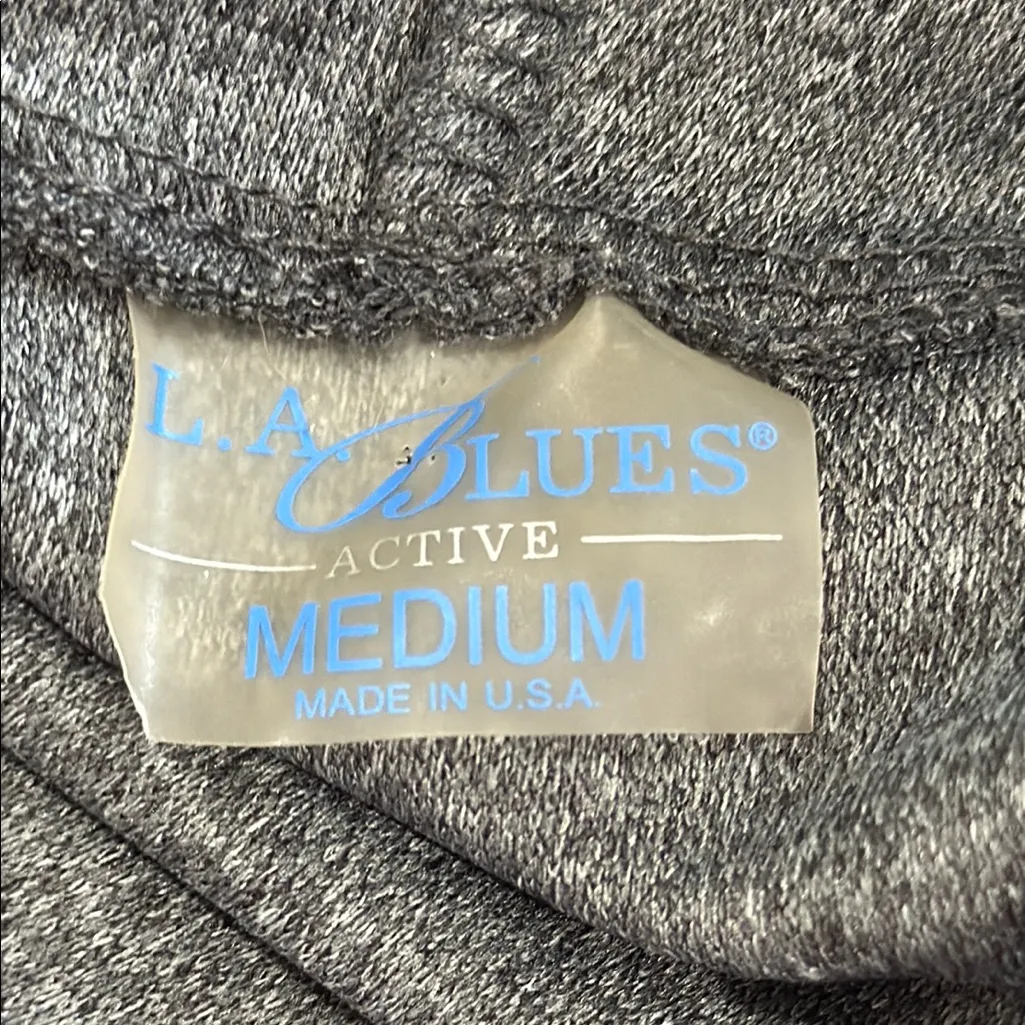 L.A. BLUES®
ACTIVE
MEDIUM
MADE IN U.S.A.